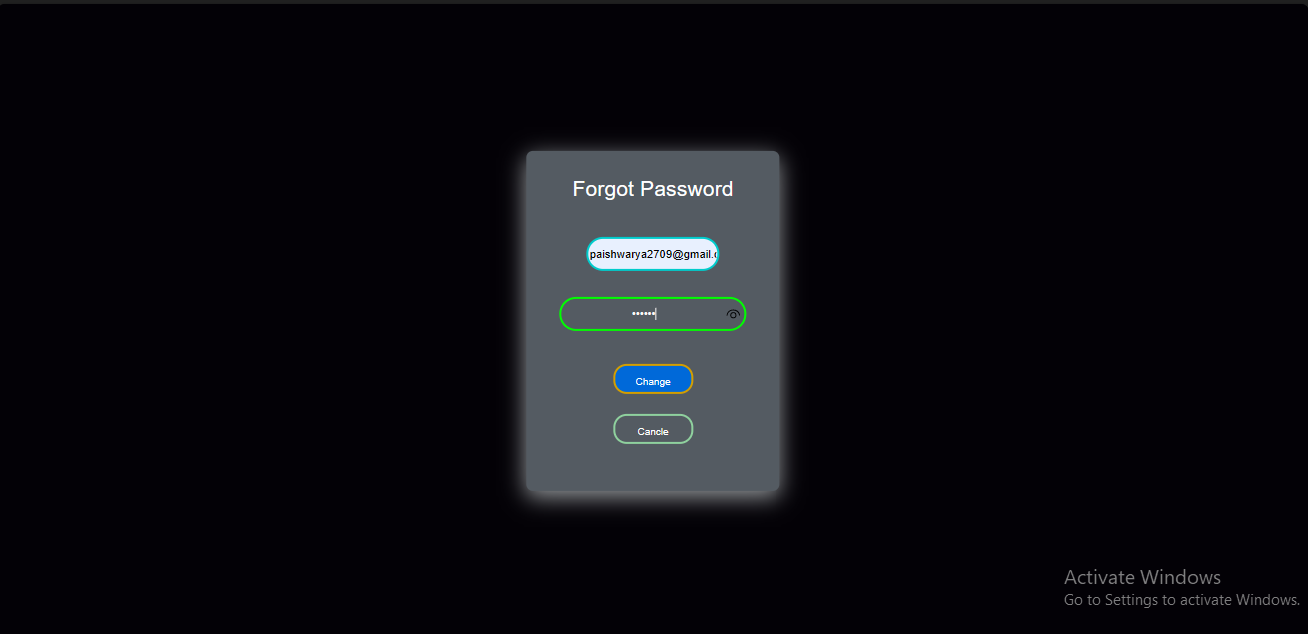 Forgot Password
paishwarya2709@gmail.
••••••
Change
Cancle
Activate Windows
Go to Settings to activate Windows.